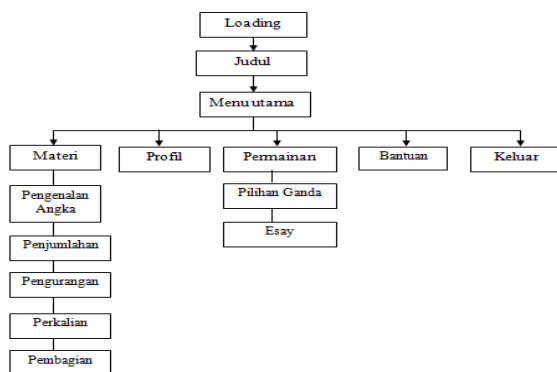 Loading
Judul
Menu utama
Materi
Profil
Permainan
Bantuan
Keluar
Pengenalan
Angka
Penjumlahan
Pengurangan
Perkalian
Pembagian
Pilihan Ganda
Esay